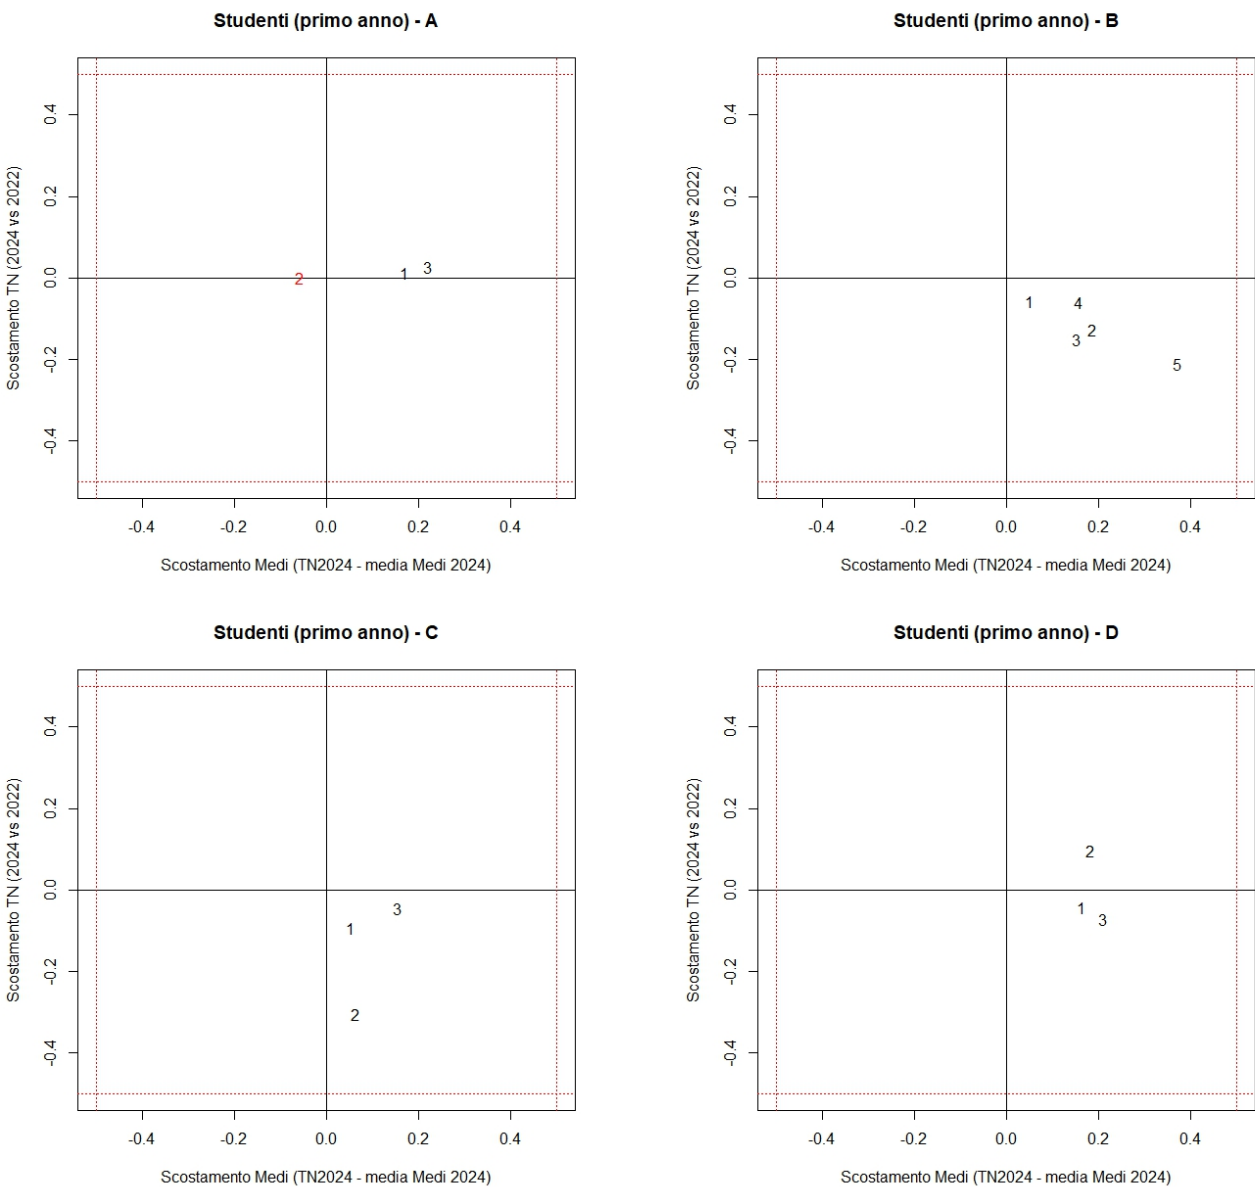 Studenti (primo anno) - A
Scostamento TN (2024 vs 2022)
0.4
0.2
0.0
-0.2
-0.4
2
1
3
-0.4 -0.2 0.0 0.2 0.4
Scostamento Medi (TN2024 - media Medi 2024)
Studenti (primo anno) - B
Scostamento TN (2024 vs 2022)
0.4
0.2
0.0
-0.2
-0.4
1
4
2
3
5
-0.4 -0.2 0.0 0.2 0.4
Scostamento Medi (TN2024 - media Medi 2024)
Studenti (primo anno) - C
Scostamento TN (2024 vs 2022)
0.4
0.2
0.0
-0.2
-0.4
3
1
2
-0.4 -0.2 0.0 0.2 0.4
Scostamento Medi (TN2024 - media Medi 2024)
Studenti (primo anno) - D
Scostamento TN (2024 vs 2022)
0.4
0.2
0.0
-0.2
-0.4
2
1
3
-0.4 -0.2 0.0 0.2 0.4
Scostamento Medi (TN2024 - media Medi 2024)